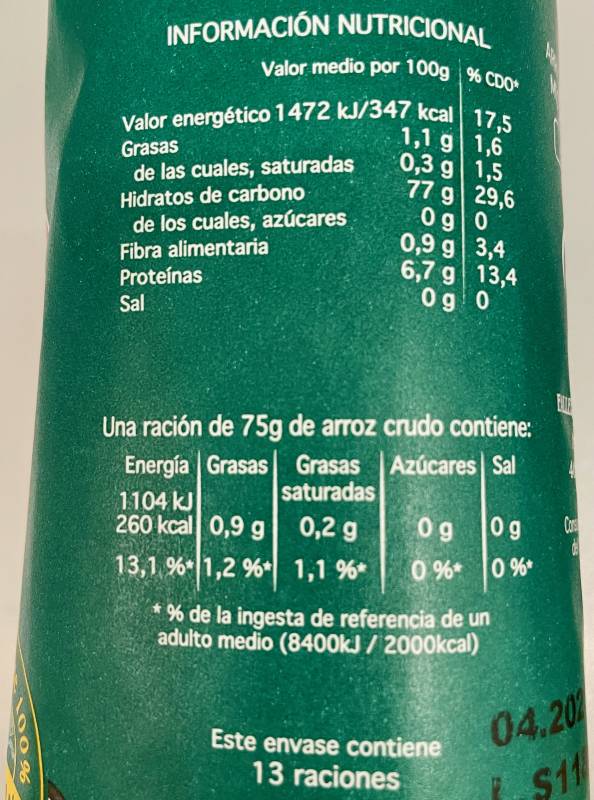 INFORMACIÓN NUTRICIONAL
Valor medio por 100g % CDO*
Valor energético 1472 kJ/347 kcal 17,5
Grasas 1,1 g 1,6
de las cuales, saturadas 0,3 g 1,5
Hidratos de carbono 77 g 29,6
de los cuales, azúcares 0 g 0
Fibra alimentaria 0,9 g 3,4
Proteínas 6,7 g 13,4
Sal 0 g 0
Una ración de 75g de arroz crudo contiene:
Energía Grasas Grasas Azúcares Sal
saturadas
1104 kJ
260 kcal 0,9 g 0,2 g 0 g 0 g
13,1 %* 1,2 %* 1,1 %* 0 %* 0 %*
* % de la ingesta de referencia de un
adulto medio (8400kJ / 2000kcal)
Este envase contiene
13 raciones
04.202
S11
100%